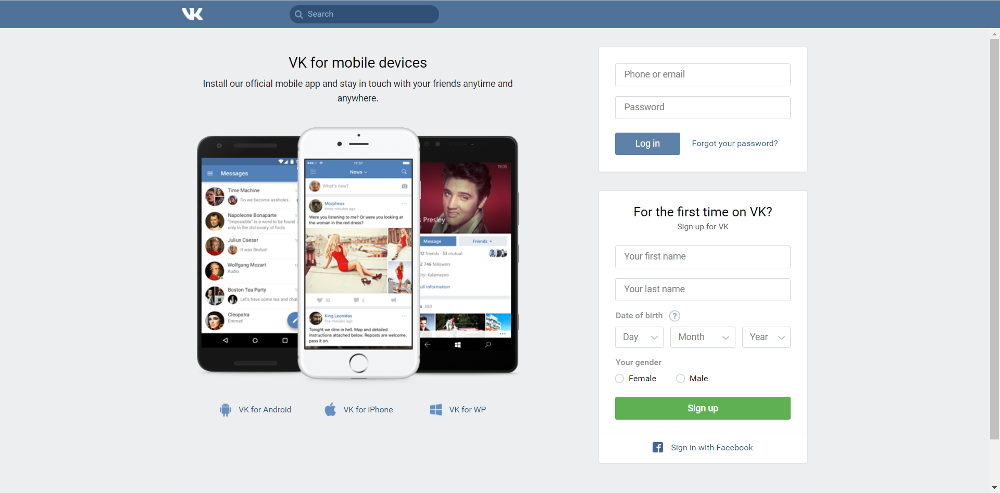 VK
Search
VK for mobile devices
Install our official mobile app and stay in touch with your friends anytime and
anywhere.
Messages
Time Machine
Do we become assholes...
Napoleone Bonaparte
"Impossible" is a word to be found
only in the dictionary of fools.
Julius Caesar
It was Brutus!
Wolfgang Mozart
Audio
Boston Tea Party
Let's have some tea and chat
Cleopatra
Emmet!
17:37
News
What's new?
Morpheus
three minutes ago
Were you listening to me? Or were you looking at
the woman in the red dress?
32
2
King Leonidas
five minutes ago
Tonight we dine in hell. Map and detailed
instructions attached below. Reposts are welcome,
pass it on.
19:05
s Presley
Message
Friends
12 friends · 53 mutual
2 746 followers
ity: Kalamazoo
ull information
s 350
VK for Android
VK for iPhone
VK for WP
Phone or email
Password
Log in
Forgot your password?
For the first time on VK?
Sign up for VK
Your first name
Your last name
Date of birth ?
Day
Month
Year
Your gender
Female
Male
Sign up
f Sign in with Facebook